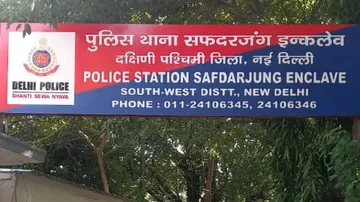 पुलिस थाना सफदरजंग इन्कलेव
दक्षिणी पश्चिमी जिला, नई दिल्ली
POLICE STATION SAFDARJUNG ENCLAVE
SOUTH-WEST DISTT., NEW DELHI
PHONE : 011-24106345, 24106346
DELHI POLICE
SHANTI SEWA NYAYA